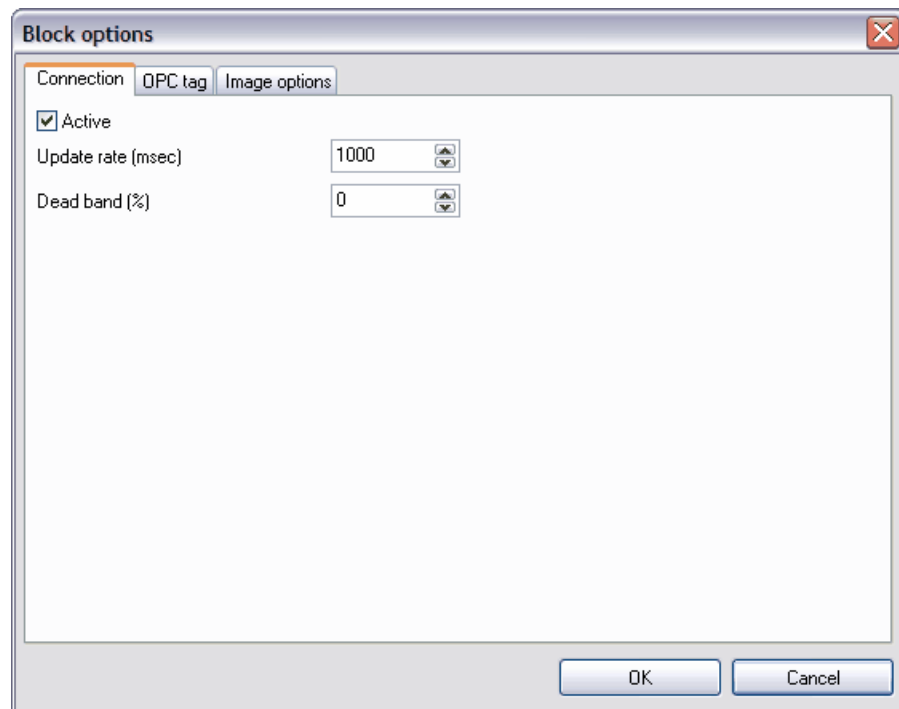 Block options
Connection OPC tag Image options
Active
Update rate (msec) 1000
Dead band (%) 0
OK Cancel